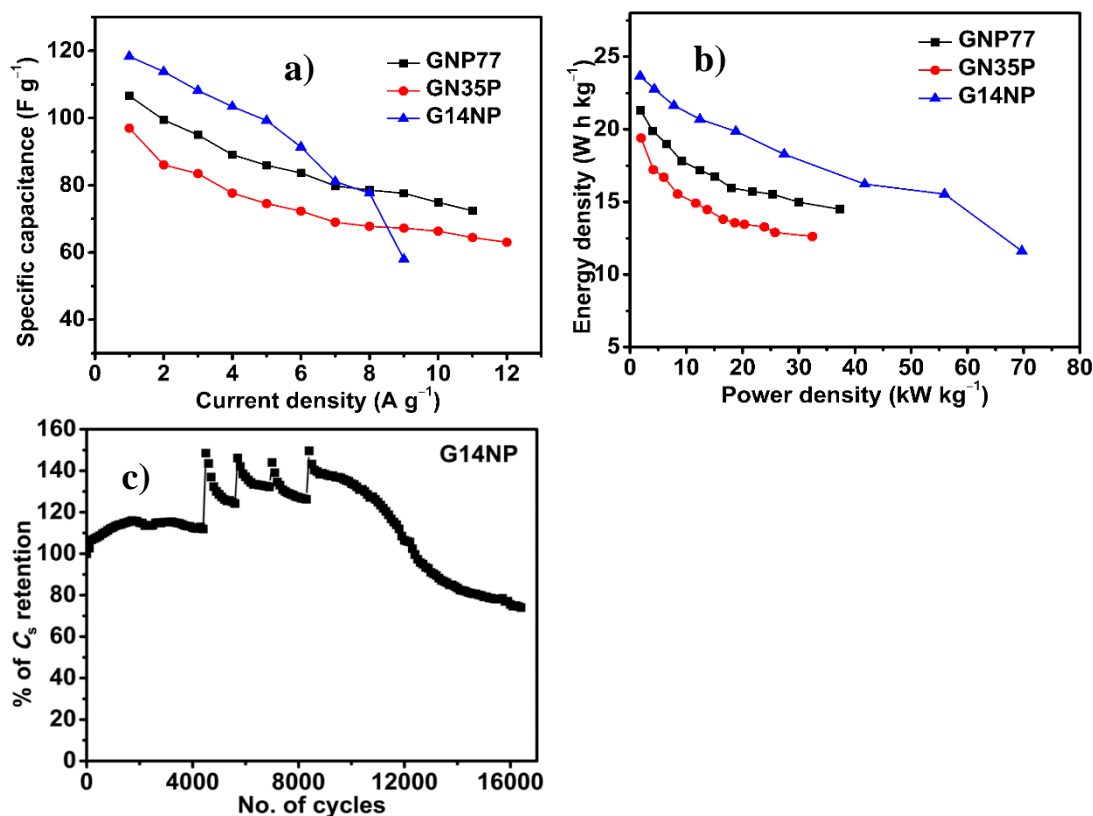 a)
GNP77
GN35P
G14NP
Specific capacitance (F g⁻¹)
120
100
80
60
40
0 2 4 6 8 10 12
Current density (A g⁻¹)
b)
GNP77
GN35P
G14NP
Energy density (W h kg⁻¹)
25
20
15
10
5
0 10 20 30 40 50 60 70 80
Power density (kW kg⁻¹)
c)
G14NP
% of Cₛ retention
160
140
120
100
80
60
40
20
0
0 4000 8000 12000 16000
No. of cycles